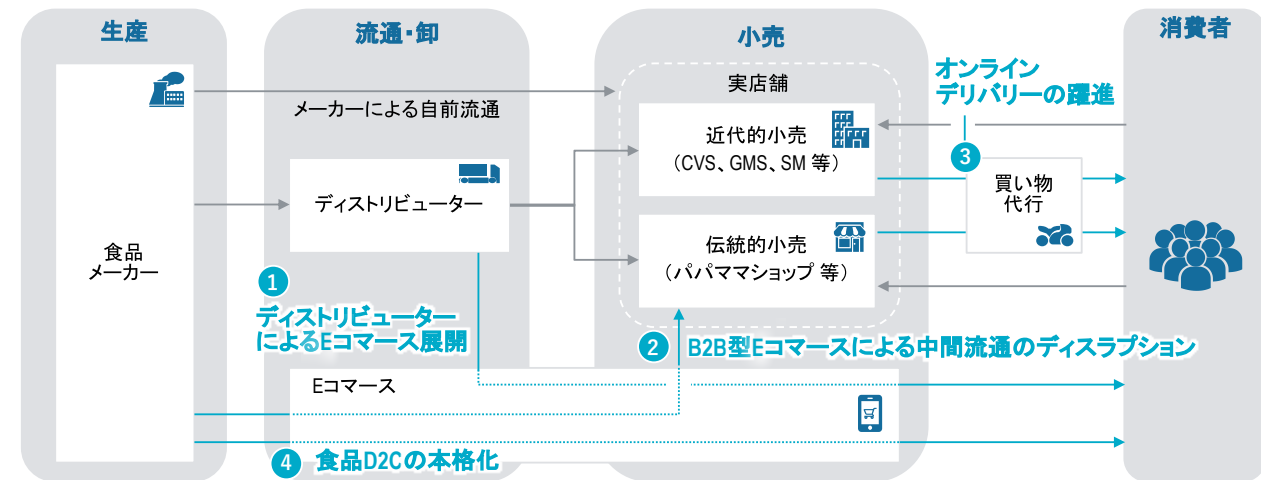 生産
流通・卸
小売
消費者
食品
メーカー
メーカーによる自前流通
ディストリビューター
実店舗
近代的小売
(CVS、GMS、SM 等)
伝統的小売
(パパママショップ 等)
オンライン
デリバリーの躍進
3
買い物
代行
1
ディストリビューター
によるEコマース展開
2 B2B型Eコマースによる中間流通のディスラプション
Eコマース
4 食品D2Cの本格化